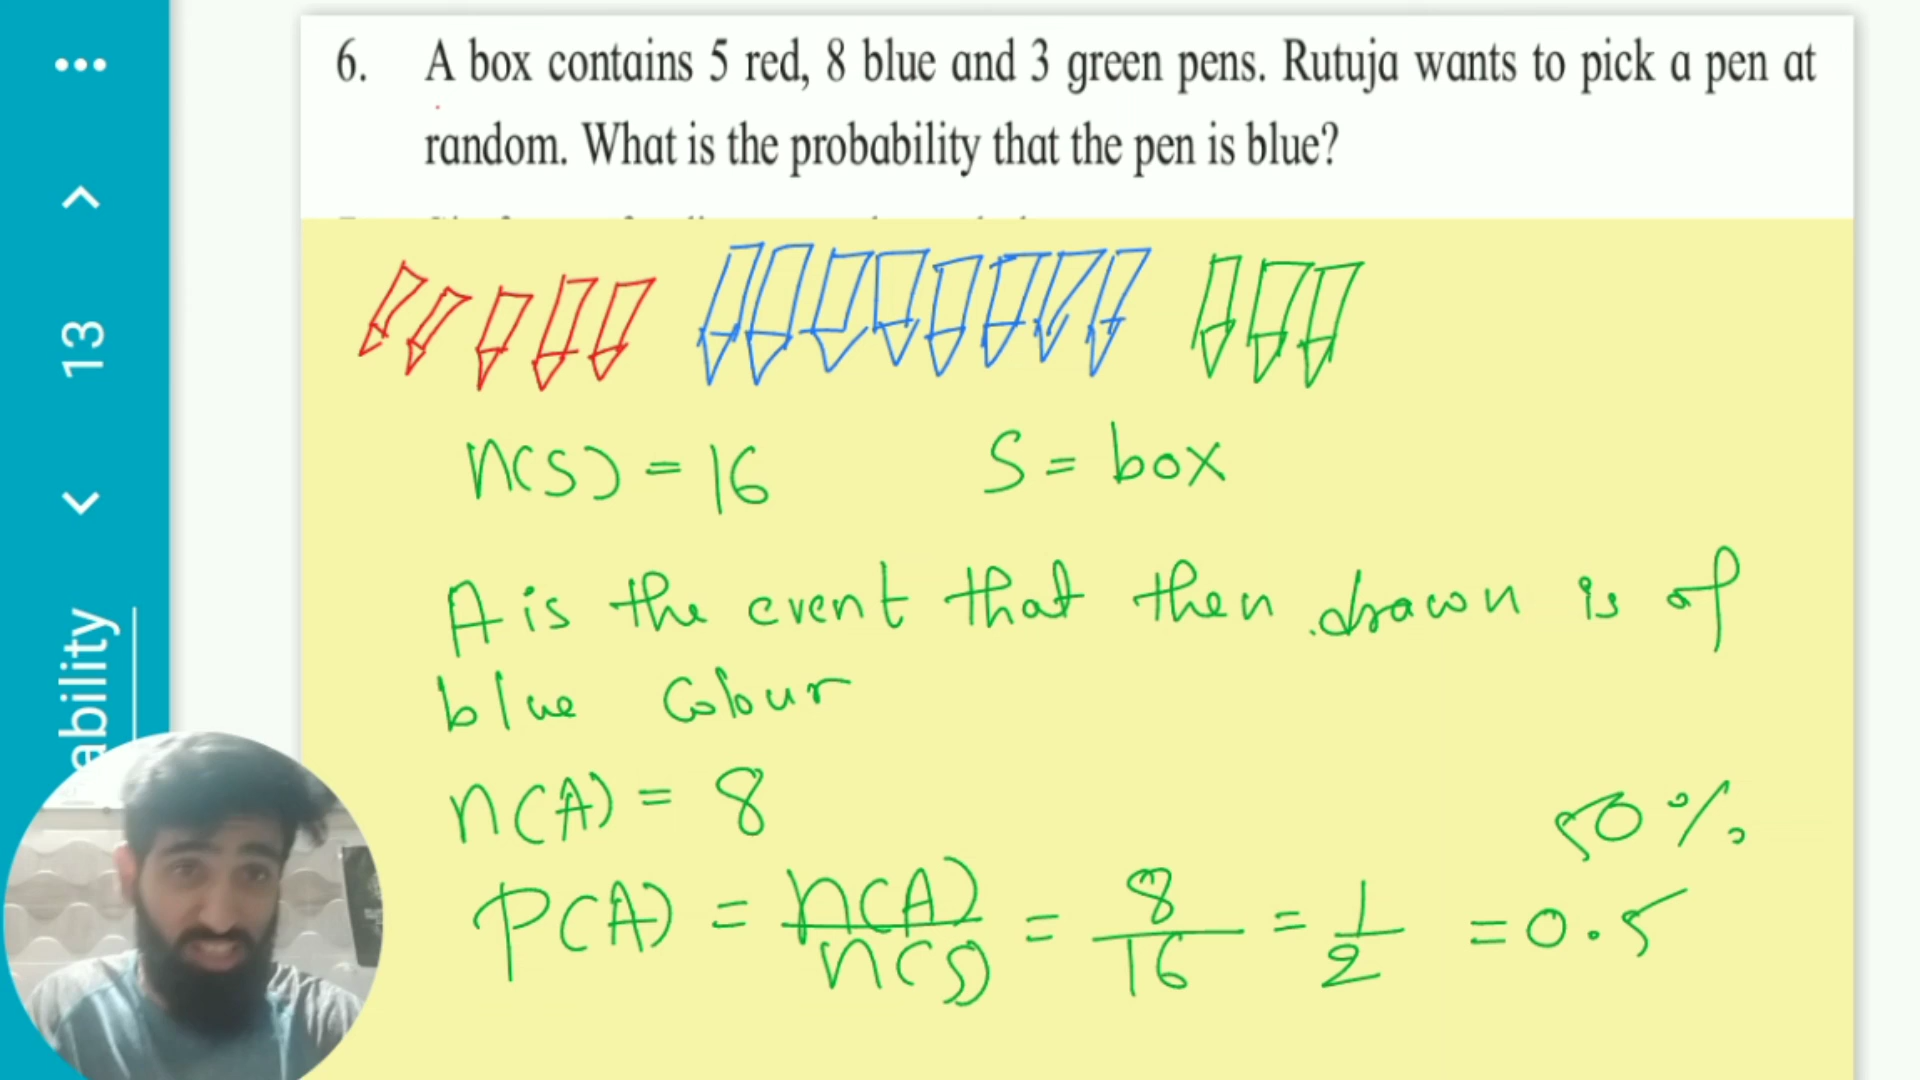 6. A box contains 5 red, 8 blue and 3 green pens. Rutuja wants to pick a pen at
random. What is the probability that the pen is blue?
n(S) = 16
S = box
A is the event that then drawn is of
blue Colour
n(A) = 8
50%
P(A) = n(A)/n(S) = 8/16 = 1/2 = 0.5
13
ability